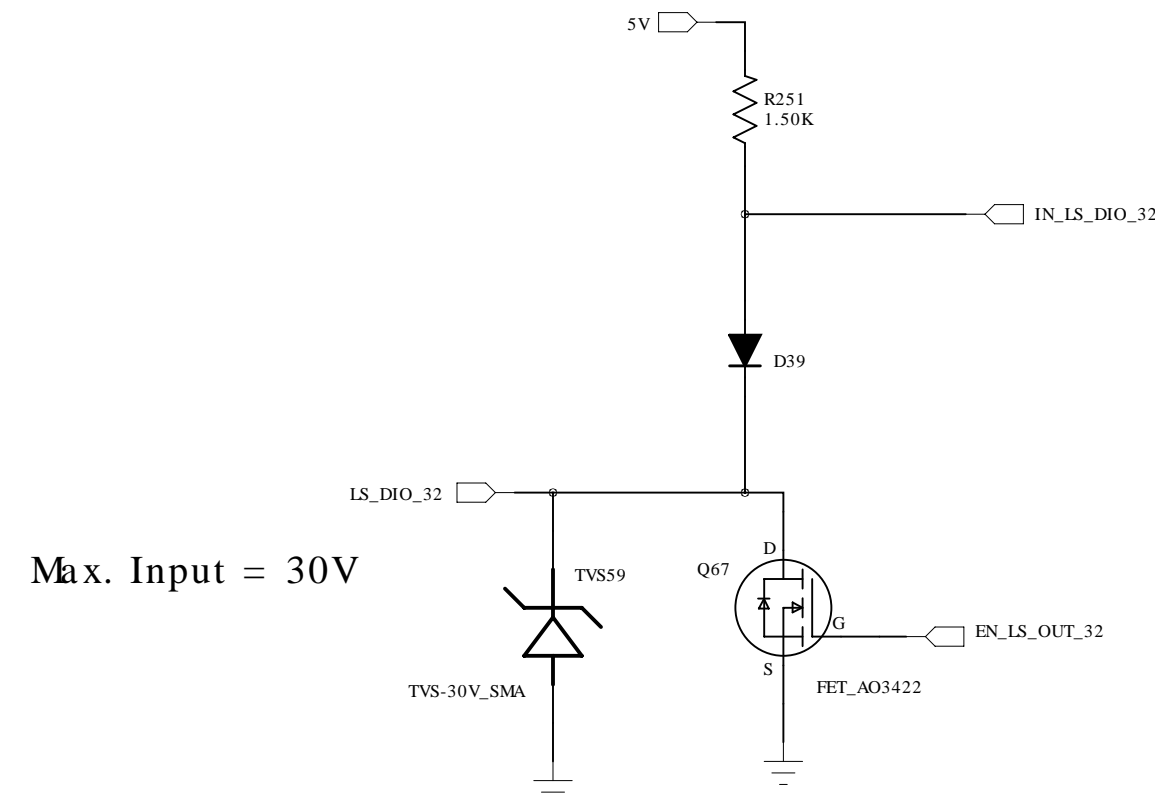 5V
R251
1.50K
IN_LS_DIO_32
D39
LS_DIO_32
Max. Input = 30V
D
Q67
TVS59
G
EN_LS_OUT_32
S
TVS-30V_SMA
FET_AO3422